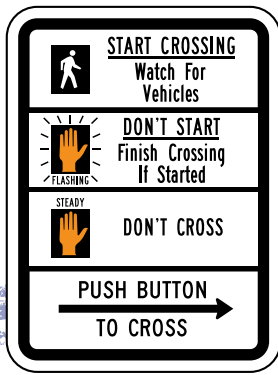 START CROSSING
Watch For
Vehicles
DON'T START
Finish Crossing
If Started
FLASHING
STEADY
DON'T CROSS
PUSH BUTTON
TO CROSS